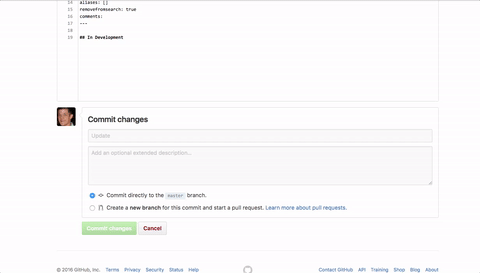 14 aliases: []
15 removefromsearch: true
16 comments:
17 ---
18
19 ## In Development
Commit changes
Update
Add an optional extended description...
Commit directly to the master branch.
Create a new branch for this commit and start a pull request. Learn more about pull requests.
Commit changes Cancel
© 2016 GitHub, Inc. Terms Privacy Security Status Help Contact GitHub API Training Shop Blog About